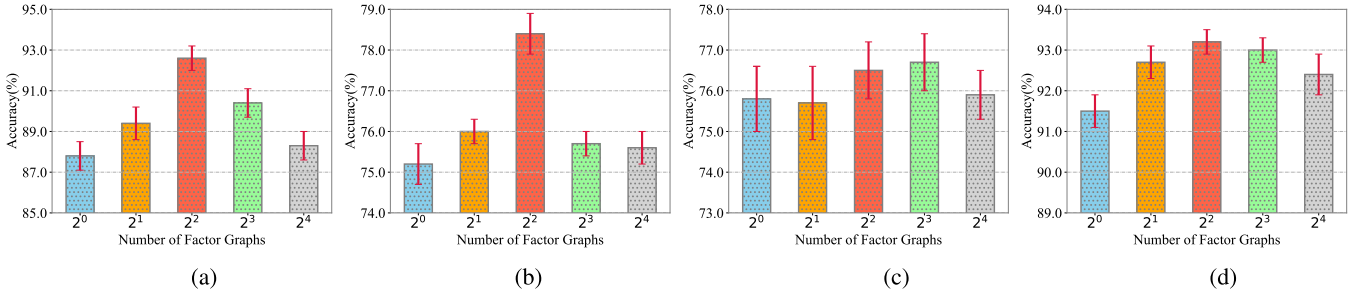 95.0
93.0
91.0
89.0
87.0
85.0
Accuracy(%)
2^0 2^1 2^2 2^3 2^4
Number of Factor Graphs
(a)
79.0
78.0
77.0
76.0
75.0
74.0
Accuracy(%)
2^0 2^1 2^2 2^3 2^4
Number of Factor Graphs
(b)
78.0
77.0
76.0
75.0
74.0
73.0
Accuracy(%)
2^0 2^1 2^2 2^3 2^4
Number of Factor Graphs
(c)
94.0
93.0
92.0
91.0
90.0
89.0
Accuracy(%)
2^0 2^1 2^2 2^3 2^4
Number of Factor Graphs
(d)